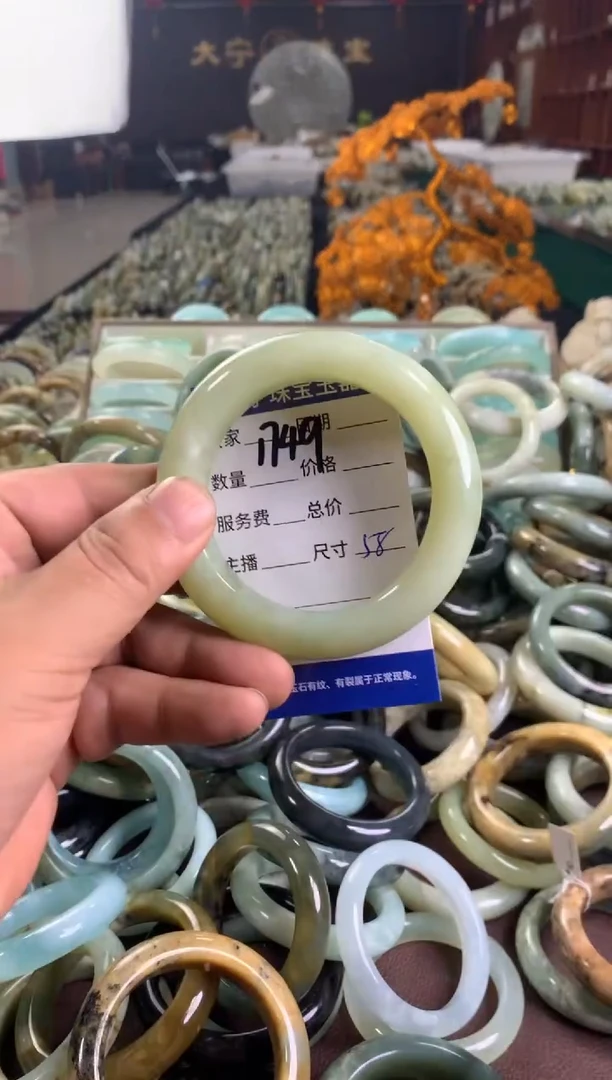 大宁
宝
珠宝玉器
家 1749 日期
数量 价格
服务费 总价
主播 尺寸 58
玉石有纹、有裂属于正常现象。